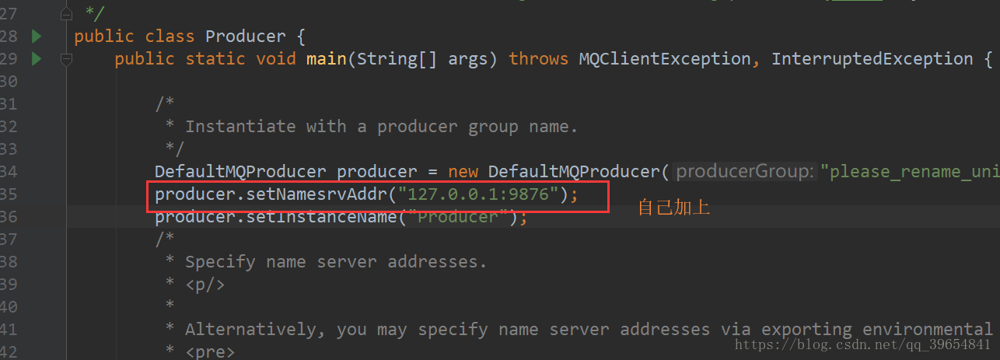 27 */
28 public class Producer {
29 public static void main(String[] args) throws MQClientException, InterruptedException {
30
31 /*
32 * Instantiate with a producer group name.
33 */
34 DefaultMQProducer producer = new DefaultMQProducer( producerGroup: "please_rename_uni
35 producer.setNamesrvAddr("127.0.0.1:9876");
自己加上
36 producer.setInstanceName("Producer");
37 /*
38 * Specify name server addresses.
39 * <p/>
40 *
41 * Alternatively, you may specify name server addresses via exporting environmental
42 * <pre>
https://blog.csdn.net/qq_39654841